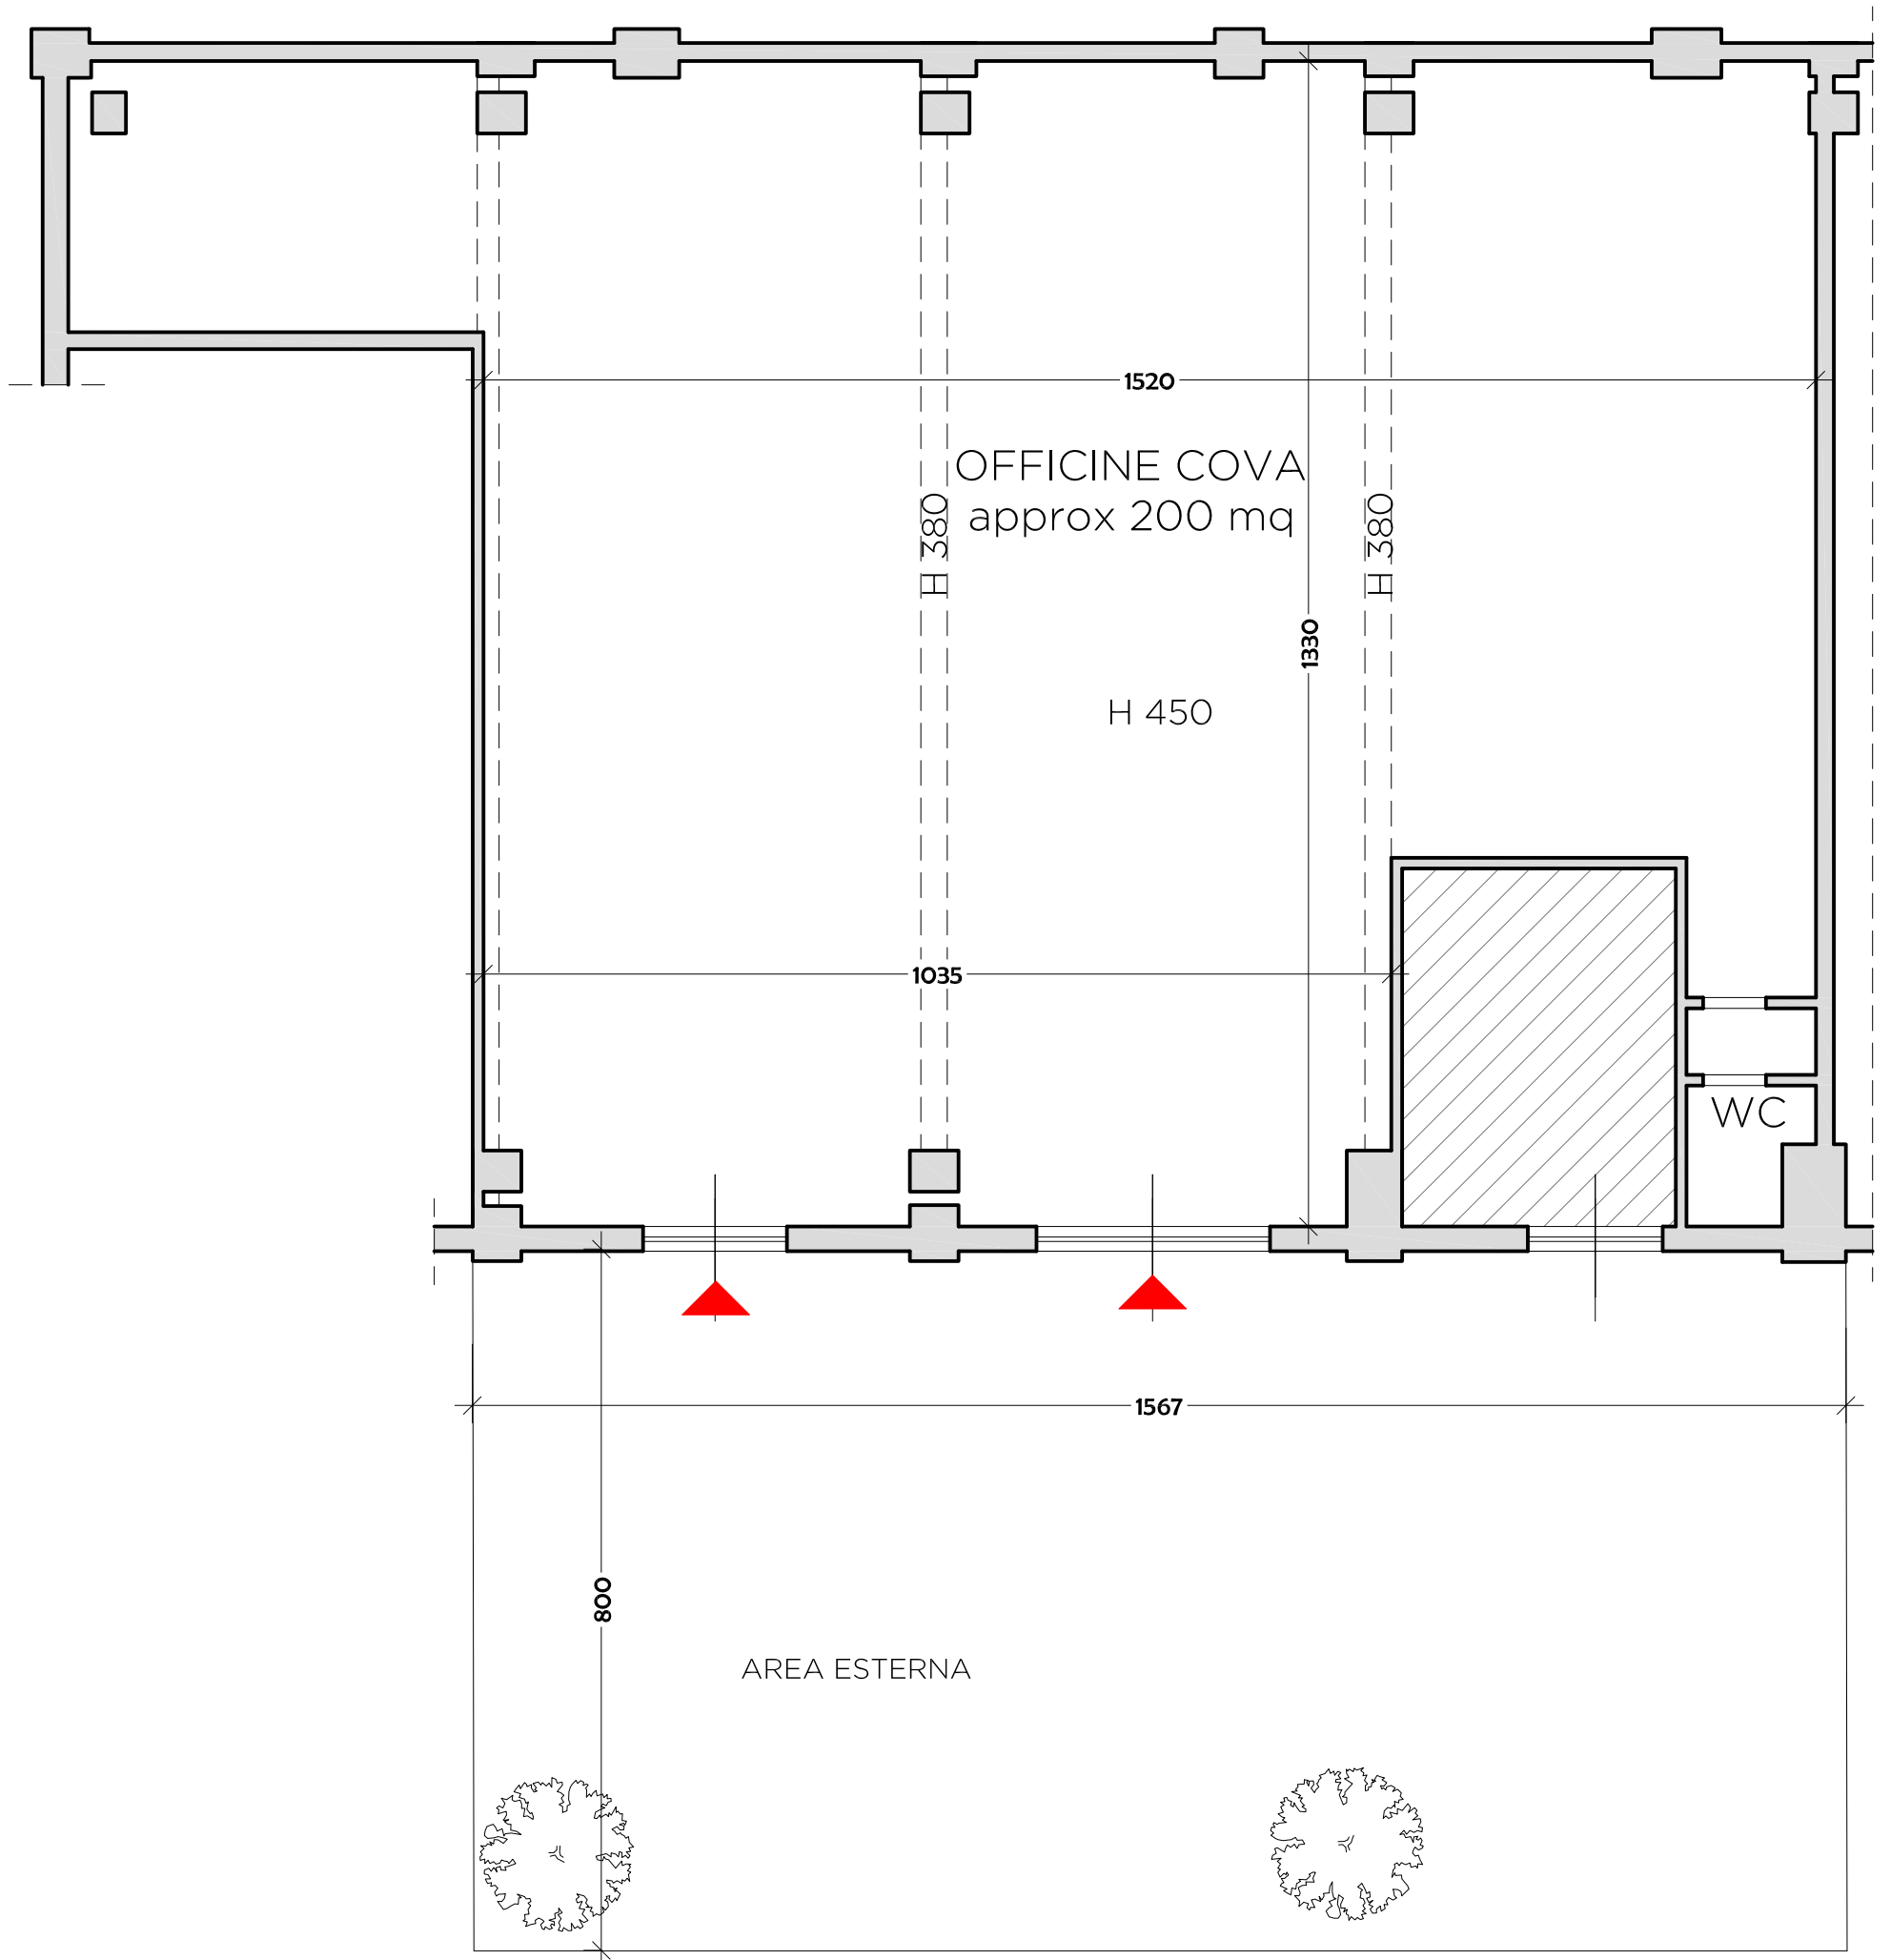 1520
OFFICINE COVA
approx 200 mq
H 380
H 380
1330
H 450
1035
WC
1567
800
AREA ESTERNA